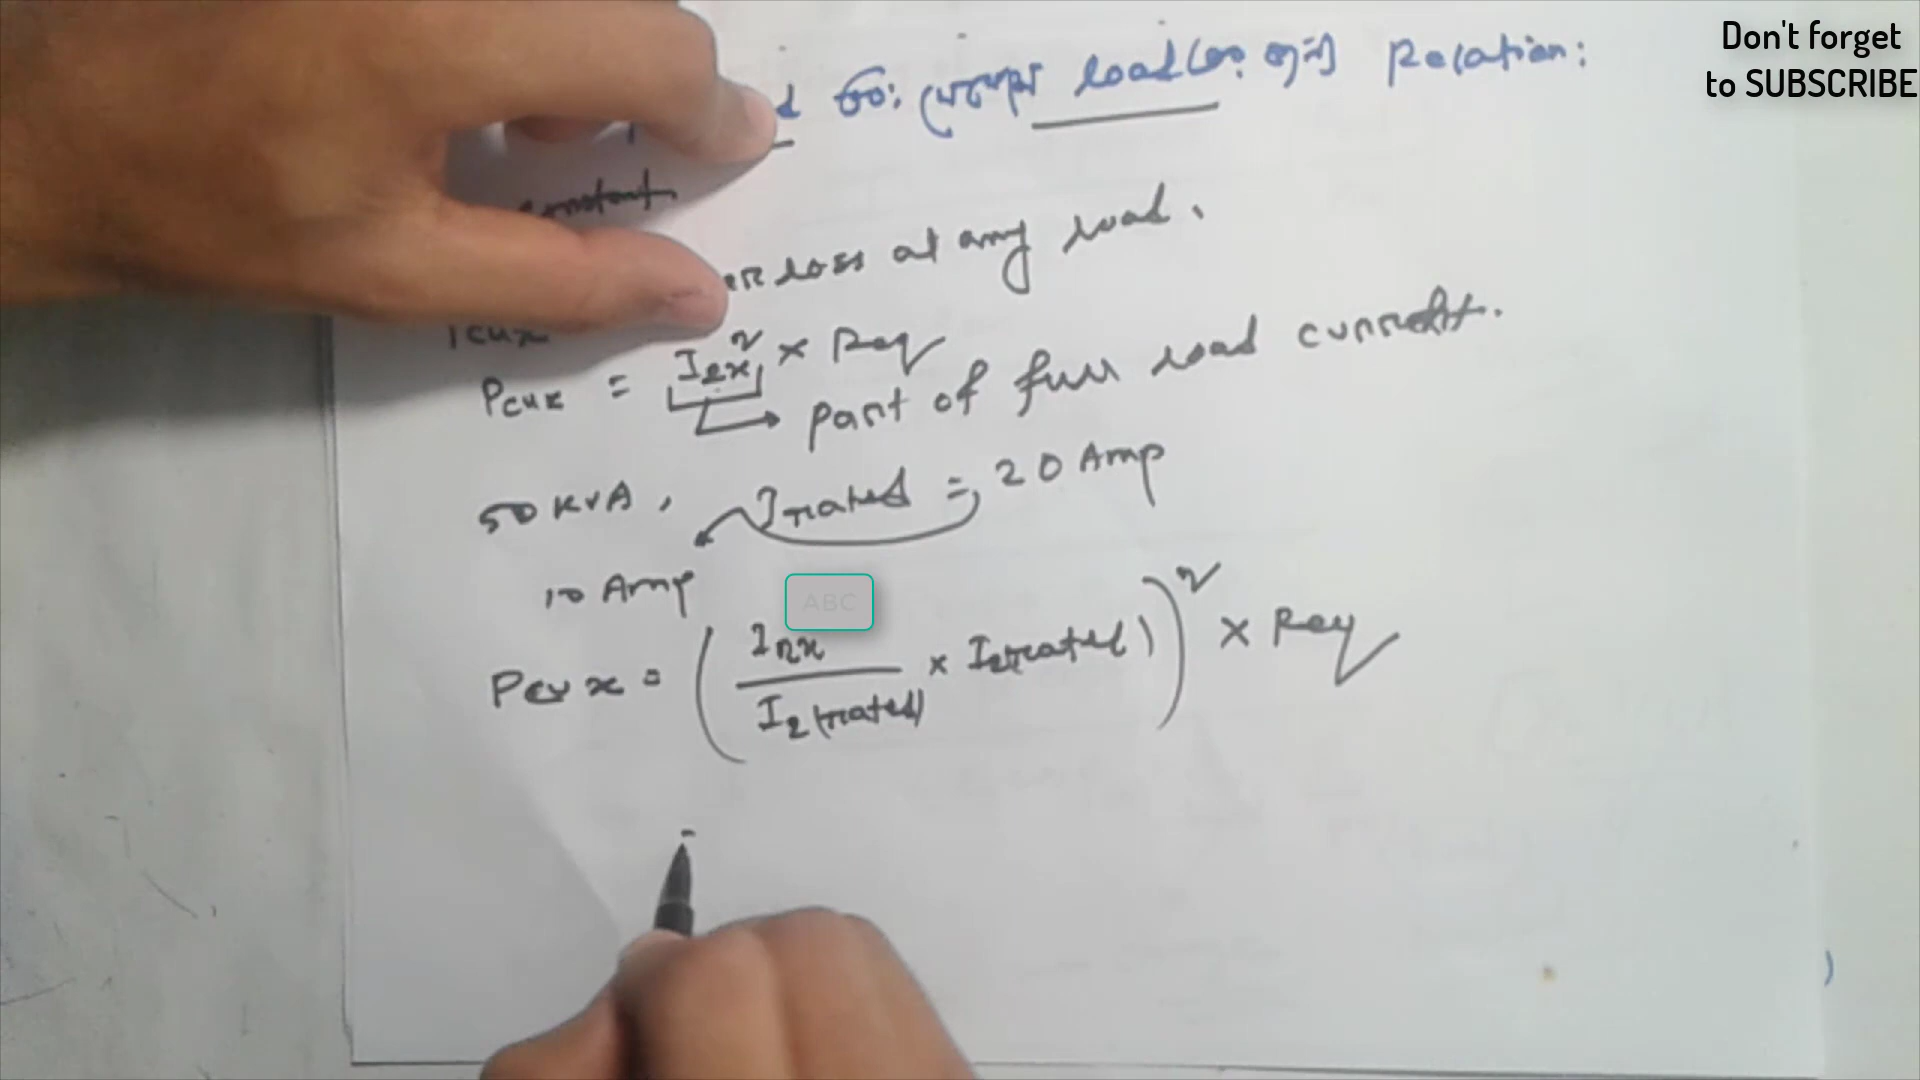 Don't forget
to SUBSCRIBE
load Relation:
constant
loss at any load.
Pcux
Pcux = I₂x² × Req
part of full load current.
50 KVA, Irated = 20 Amp
10 Amp
ABC
Pcux = ( I₂x / I₂(rated) × I₂rated) )² × Req